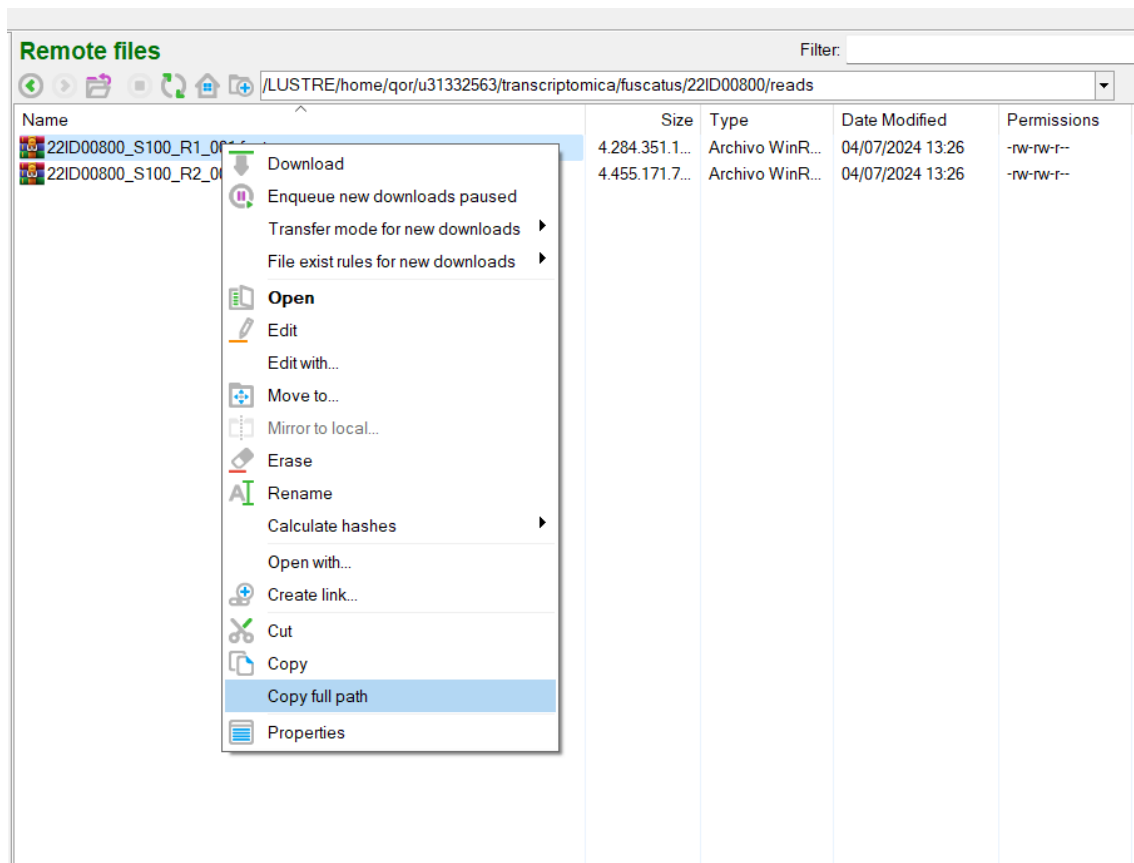 Remote files
Filter:
/LUSTRE/home/qor/u31332563/transcriptomica/fuscatus/22ID00800/reads
Name Size Type Date Modified Permissions
22ID00800_S100_R1_001 4.284.351.1... Archivo WinR... 04/07/2024 13:26 -rw-rw-r--
22ID00800_S100_R2_00 4.455.171.7... Archivo WinR... 04/07/2024 13:26 -rw-rw-r--
Download
Enqueue new downloads paused
Transfer mode for new downloads
File exist rules for new downloads
Open
Edit
Edit with...
Move to...
Mirror to local...
Erase
Rename
Calculate hashes
Open with...
Create link...
Cut
Copy
Copy full path
Properties